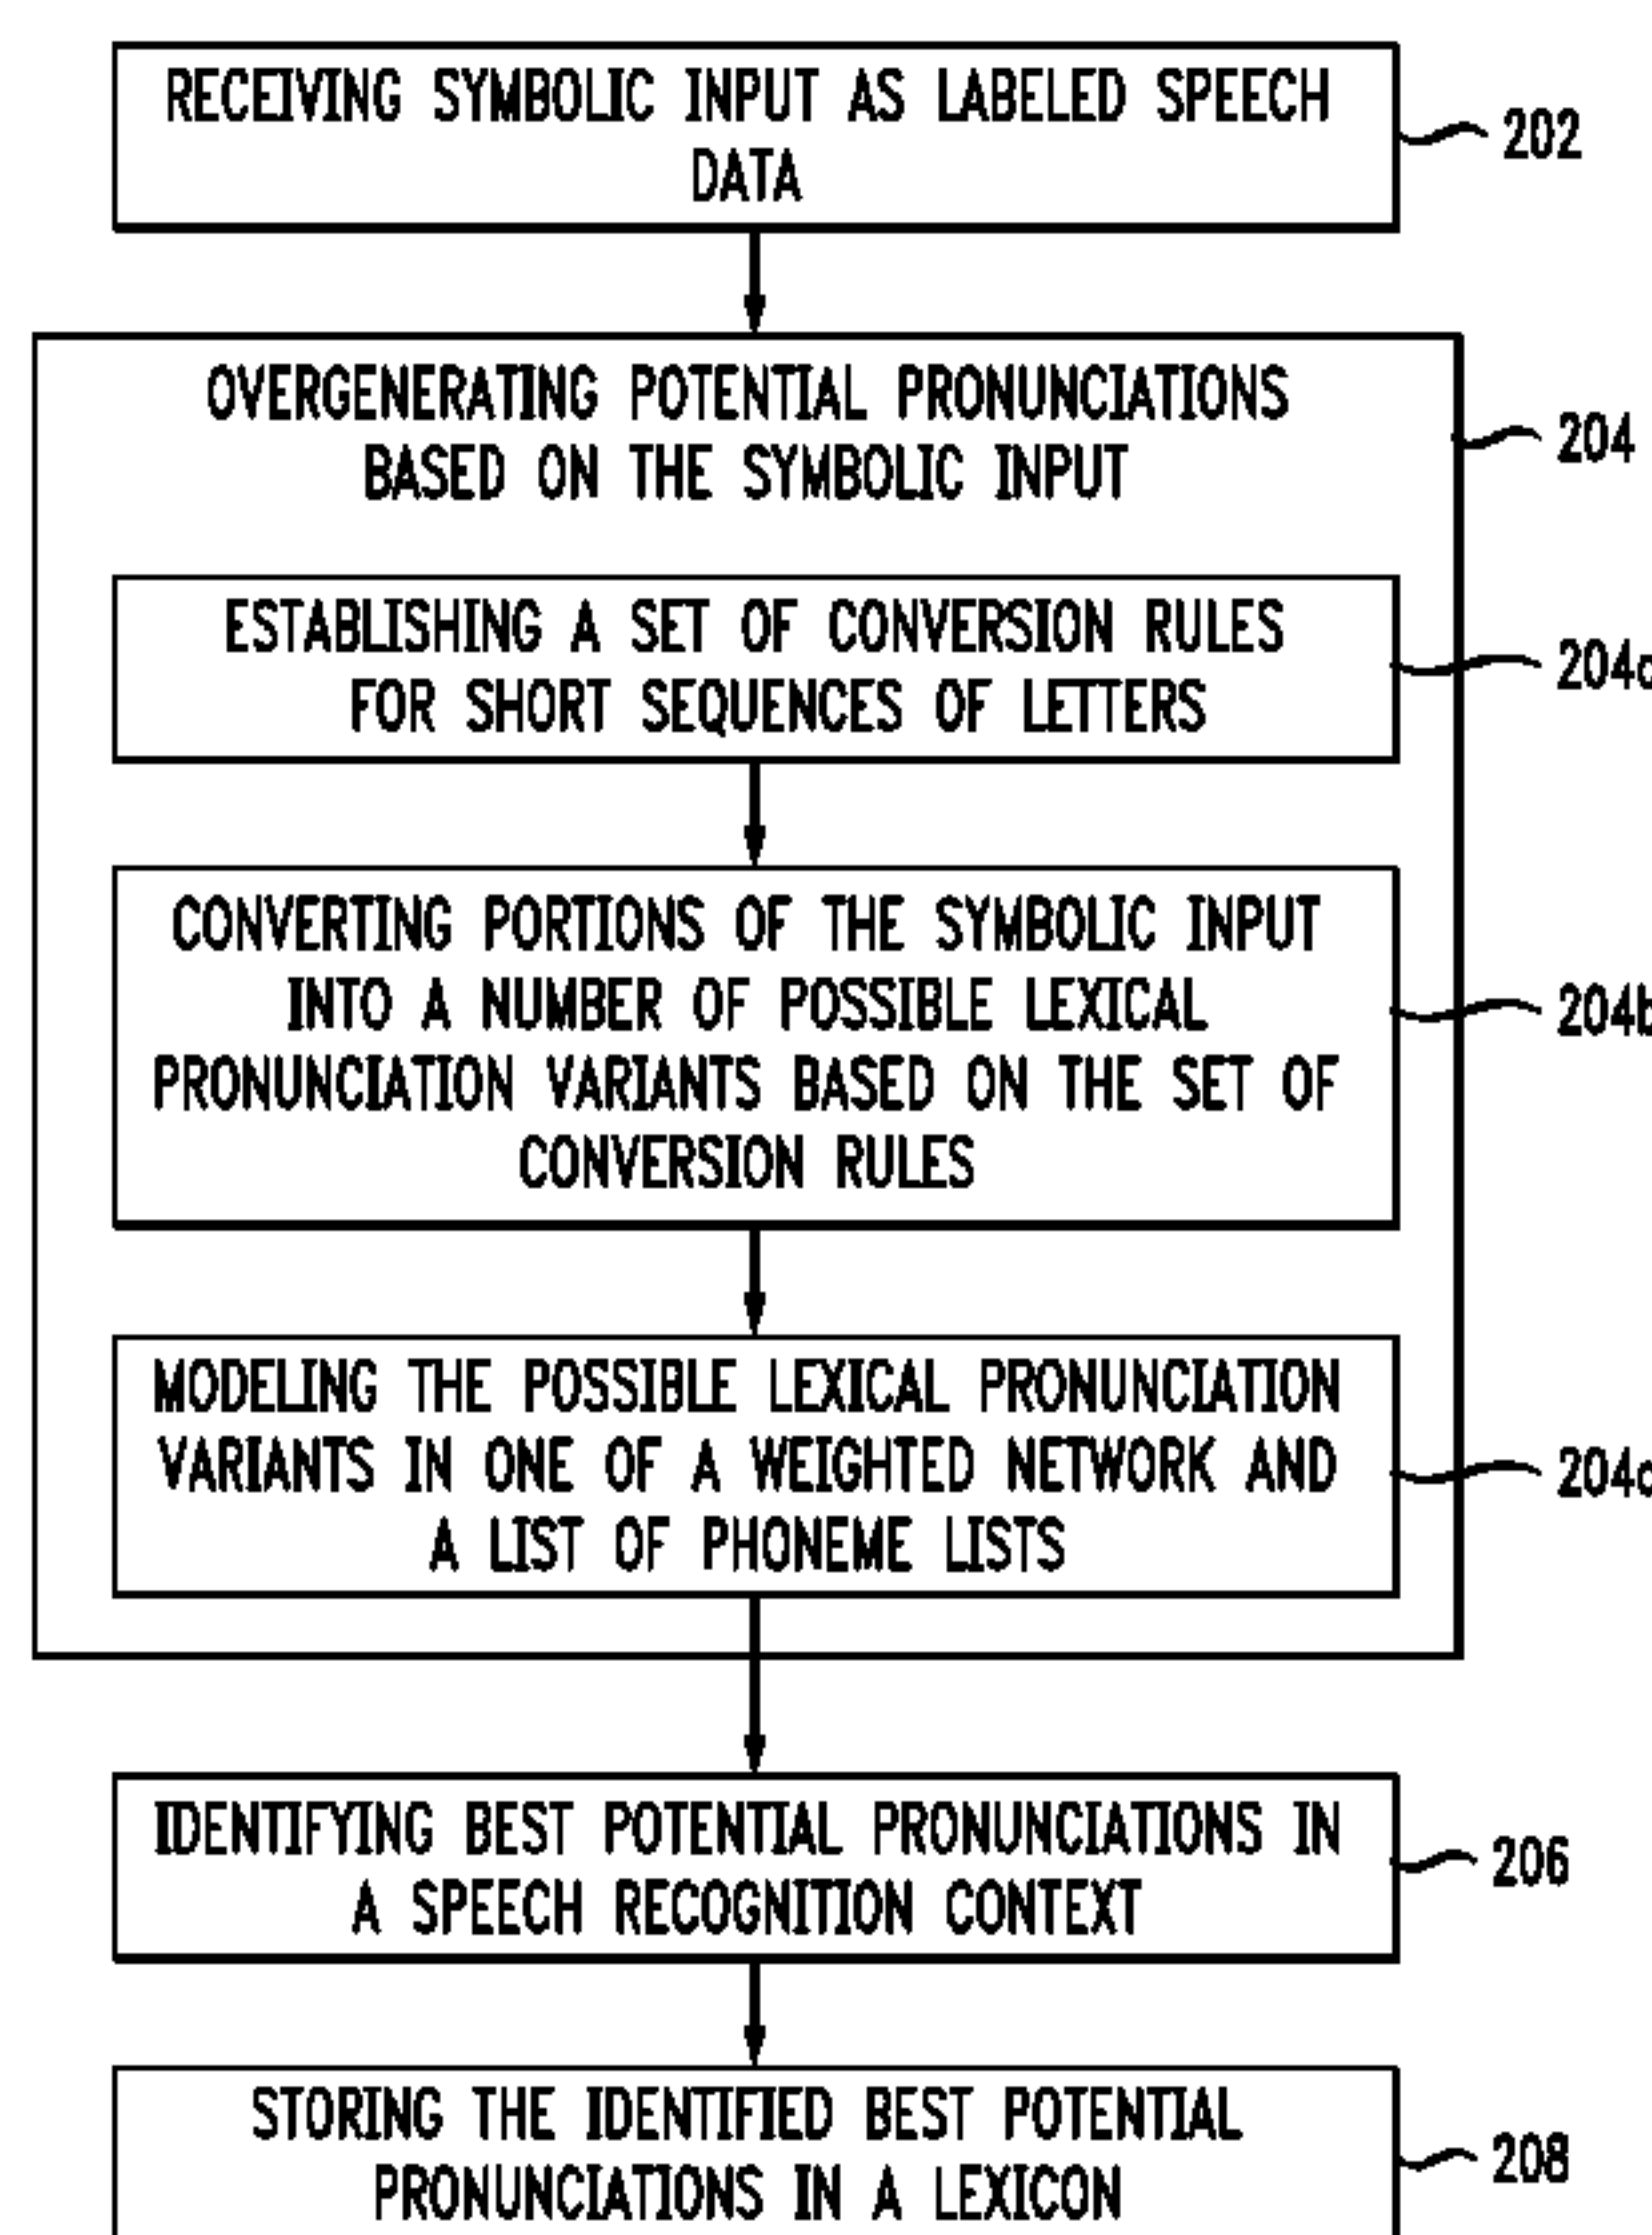 RECEIVING SYMBOLIC INPUT AS LABELED SPEECH
DATA
202
OVERGENERATING POTENTIAL PRONUNCIATIONS
BASED ON THE SYMBOLIC INPUT
204
ESTABLISHING A SET OF CONVERSION RULES
FOR SHORT SEQUENCES OF LETTERS
CONVERTING PORTIONS OF THE SYMBOLIC INPUT
INTO A NUMBER OF POSSIBLE LEXICAL
PRONUNCIATION VARIANTS BASED ON THE SET OF
CONVERSION RULES
204b
MODELING THE POSSIBLE LEXICAL PRONUNCIATION
VARIANTS IN ONE OF A WEIGHTED NETWORK AND
A LIST OF PHONEME LISTS
IDENTIFYING BEST POTENTIAL PRONUNCIATIONS IN
A SPEECH RECOGNITION CONTEXT
206
STORING THE IDENTIFIED BEST POTENTIAL
PRONUNCIATIONS IN A LEXICON
208